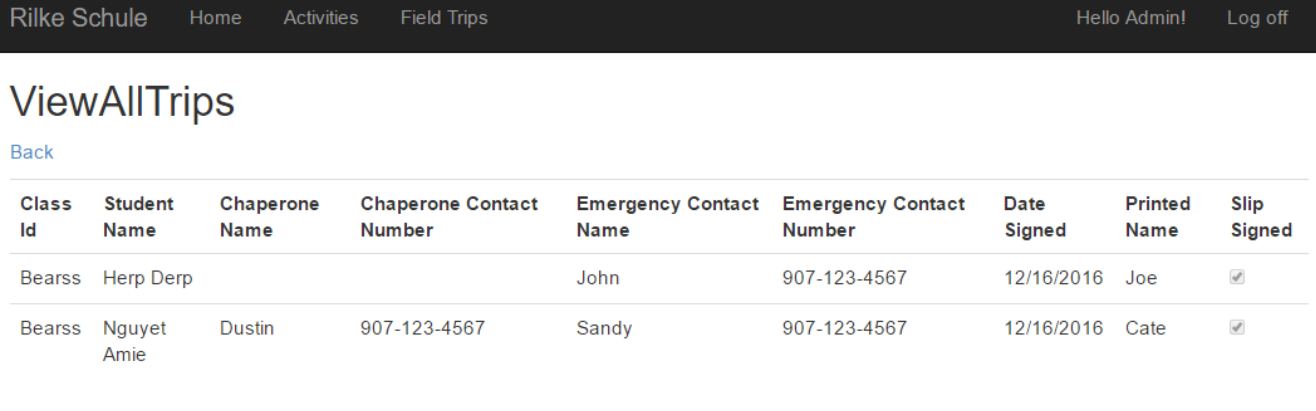 Rilke Schule Home Activities Field Trips Hello Admin! Log off
ViewAllTrips
Back
Class Id Student Name Chaperone Name Chaperone Contact Number Emergency Contact Name Emergency Contact Number Date Signed Printed Name Slip Signed
Bearss Herp Derp John 907-123-4567 12/16/2016 Joe
Bearss Nguyet Amie Dustin 907-123-4567 Sandy 907-123-4567 12/16/2016 Cate